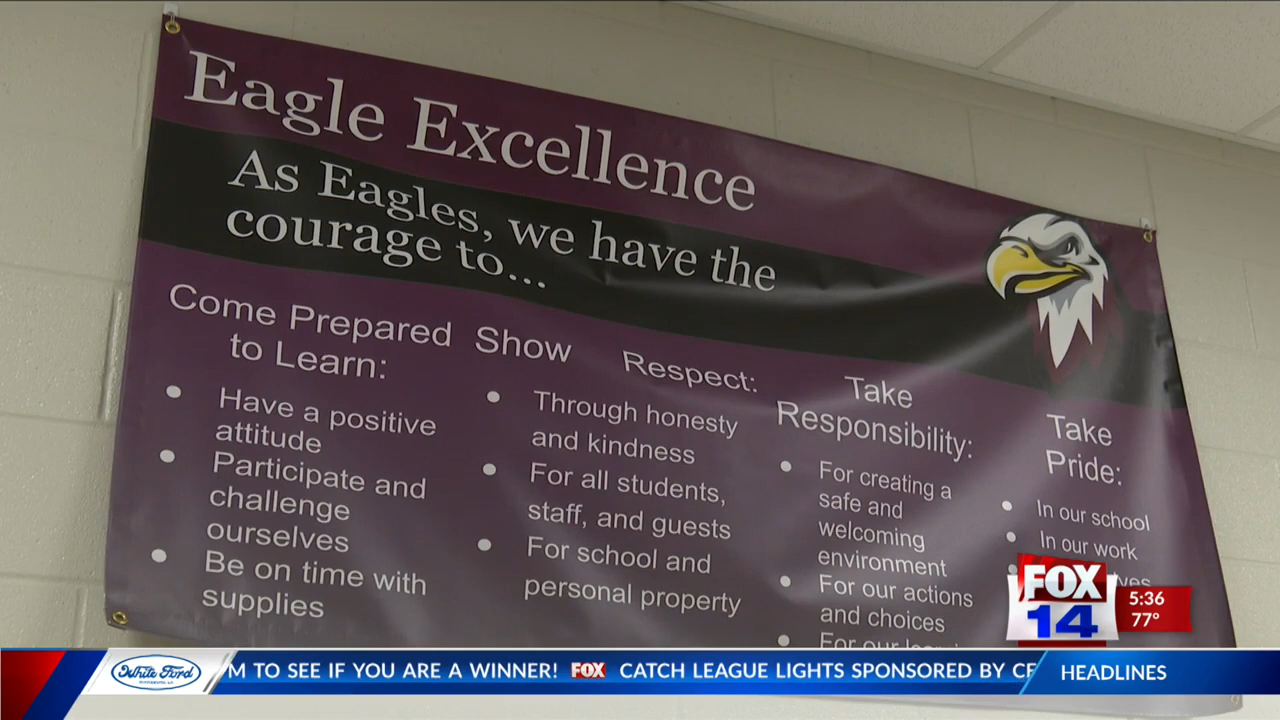 Eagle Excellence
As Eagles, we have the
courage to...
Come Prepared
to Learn:
• Have a positive
attitude
• Participate and
challenge
ourselves
• Be on time with
supplies
Show Respect:
• Through honesty
and kindness
• For all students,
staff, and guests
• For school and
personal property
Take
Responsibility:
• For creating a
safe and
welcoming
environment
• For our actions
and choices
• For our
Take
Pride:
• In our school
• In our work
FOX
14
5:36
77°
White Ford
M TO SEE IF YOU ARE A WINNER! FOX CATCH LEAGUE LIGHTS SPONSORED BY
HEADLINES